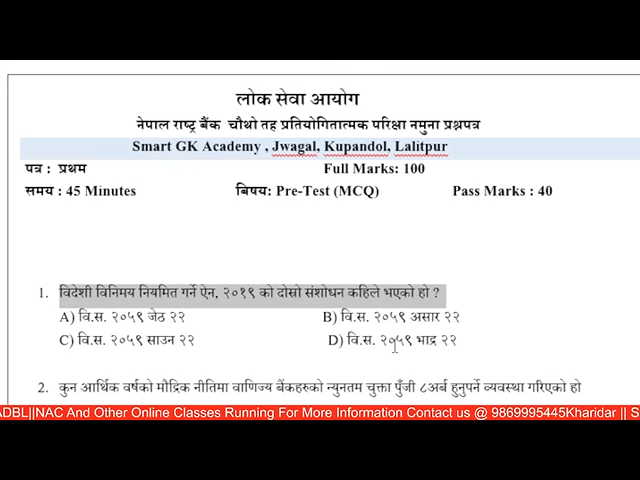 लोक सेवा आयोग
नेपाल राष्ट्र बैंक चौथो तह प्रतियोगितात्मक परिक्षा नमुना प्रश्नपत्र
Smart GK Academy , Jwagal, Kupandol, Lalitpur
पत्र : प्रथम Full Marks: 100
समय : 45 Minutes बिषय: Pre-Test (MCQ) Pass Marks : 40
1. विदेशी विनिमय नियमित गर्ने ऐन, २०१९ को दोस्रो संशोधन कहिले भएको हो ?
A) वि.स. २०५९ जेठ २२ B) वि.स. २०५९ असार २२
C) वि.स. २०५९ साउन २२ D) वि.स. २०५९ भाद्र २२
2. कुन आर्थिक वर्षको मौद्रिक नीतिमा वाणिज्य बैंकहरुको न्युनतम चुक्ता पुँजी ८अर्ब हुनुपर्ने व्यवस्था गरिएको हो
ADBL||NAC And Other Online Classes Running For More Information Contact us @ 9869995445Kharidar || S